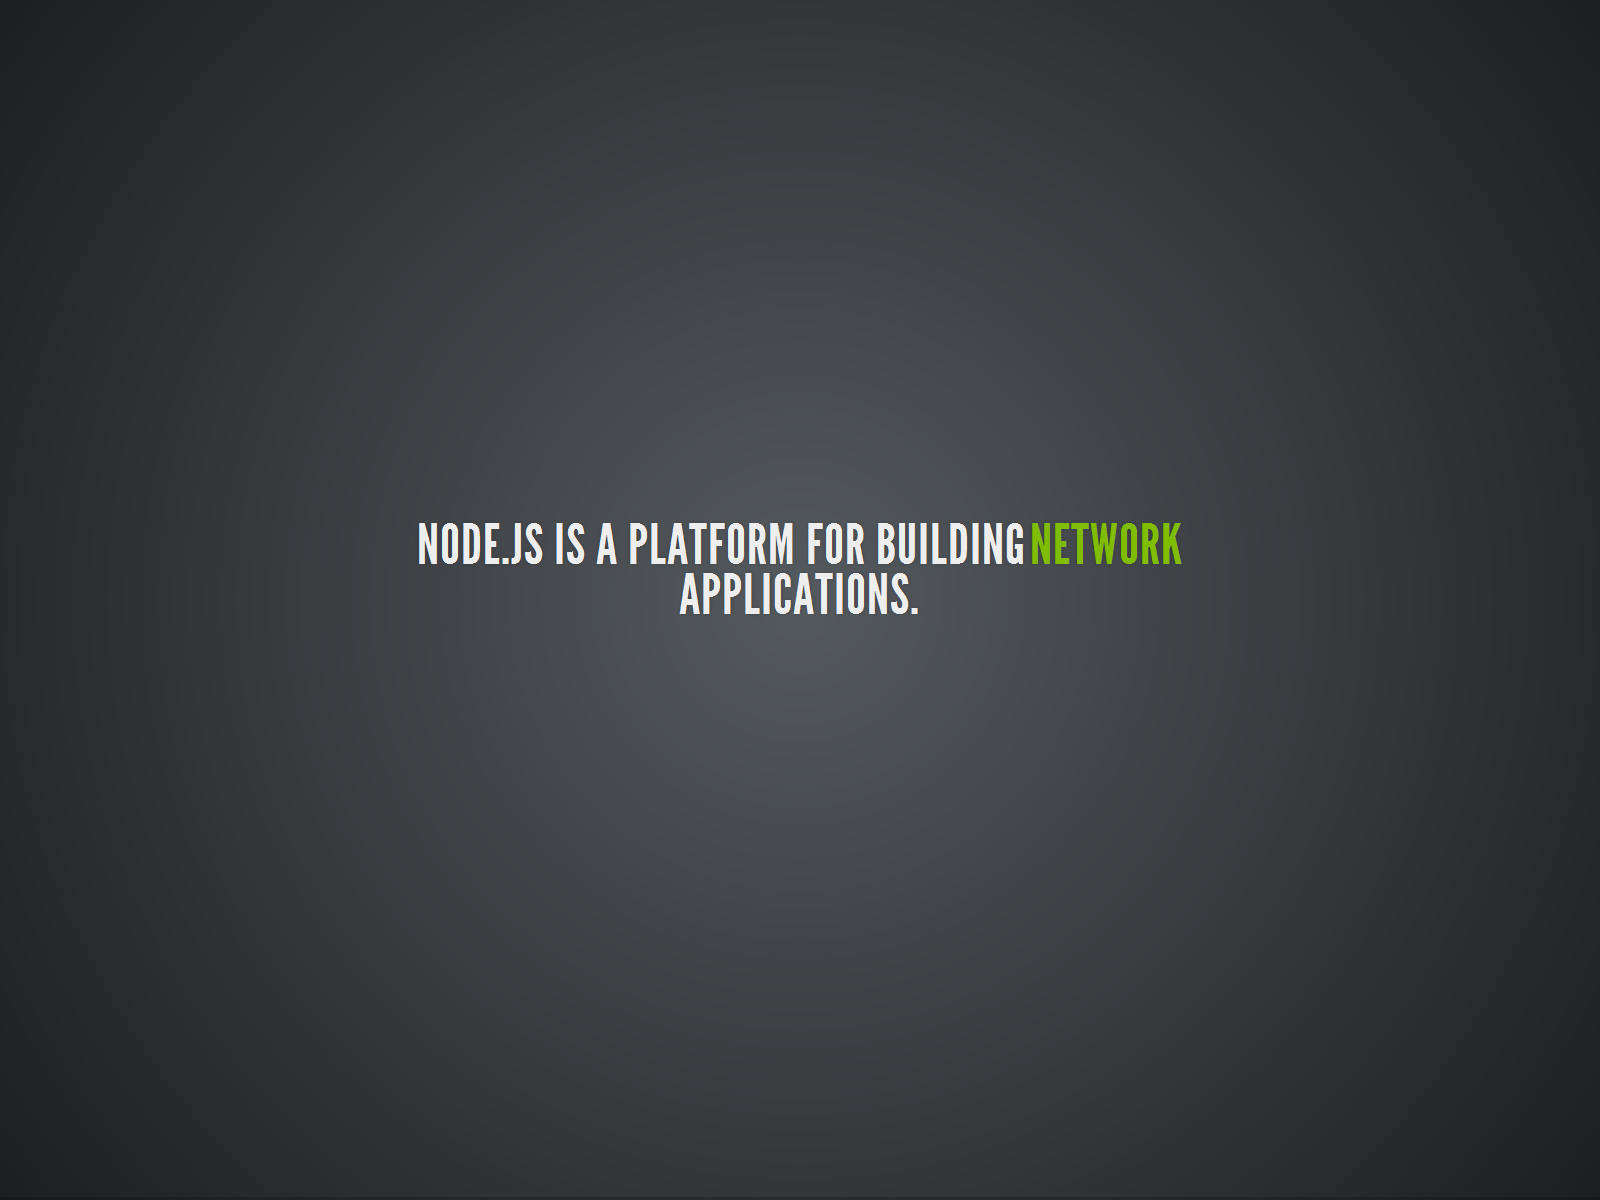 NODE.JS IS A PLATFORM FOR BUILDING NETWORK
APPLICATIONS.